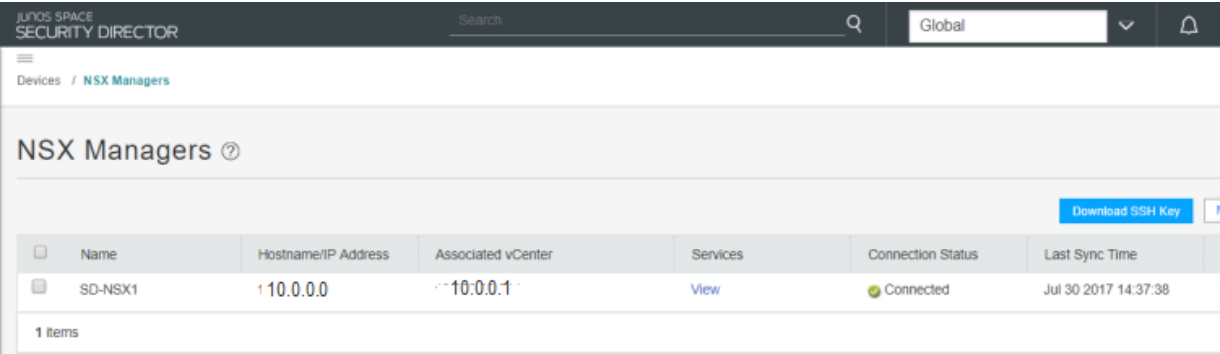 JUNOS SPACE
SECURITY DIRECTOR
Search
Global
Devices / NSX Managers
NSX Managers ?
Download SSH Key
Name Hostname/IP Address Associated vCenter Services Connection Status Last Sync Time
SD-NSX1 10.0.0.0 10.0.0.1 View Connected Jul 30 2017 14:37:38
1 items